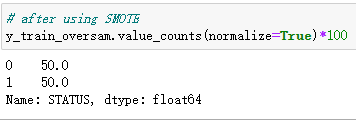 # after using SMOTE
y_train_oversam.value_counts(normalize=True)*100
0    50.0
1    50.0
Name: STATUS, dtype: float64